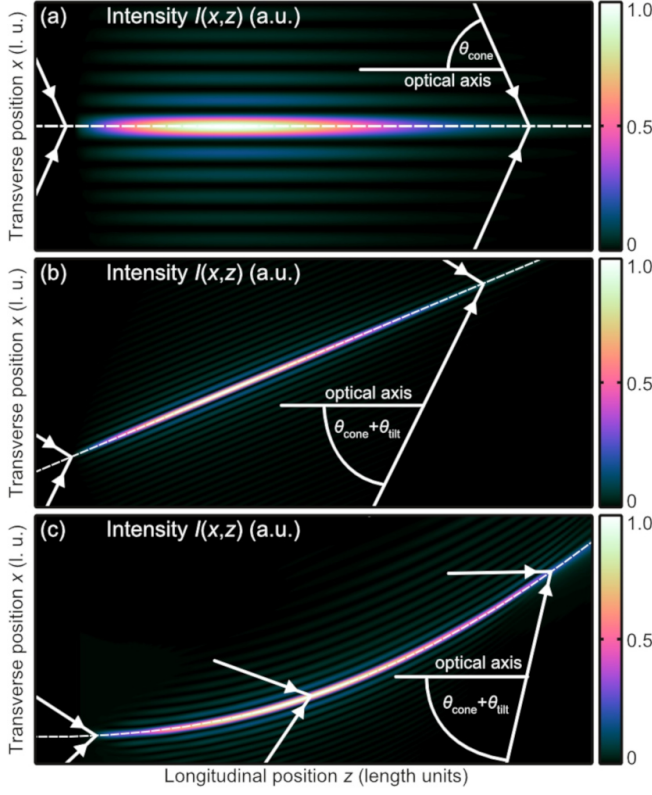 (a) Intensity I(x,z) (a.u.)
θcone
optical axis
Transverse position x (l. u.)
1.0
0.5
0
(b) Intensity I(x,z) (a.u.)
optical axis
θcone+θtilt
Transverse position x (l. u.)
1.0
0.5
0
(c) Intensity I(x,z) (a.u.)
optical axis
θcone+θtilt
Transverse position x (l. u.)
1.0
0.5
0
Longitudinal position z (length units)